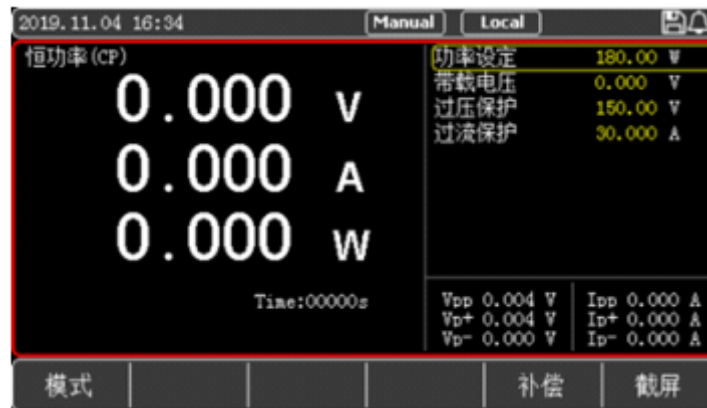 2019.11.04 16:34 Manual Local
恒功率(CP)
0.000 V
0.000 A
0.000 W
Time:00000s
功率设定 180.00 W
带载电压 0.000 V
过压保护 150.00 V
过流保护 30.000 A
Vpp 0.004 V Ipp 0.000 A
Vp+ 0.004 V Ip+ 0.000 A
Vp- 0.000 V Ip- 0.000 A
模式 补偿 截屏